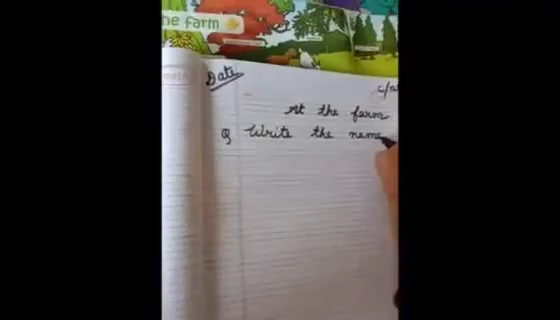 the farm
Date
c/w
At the farm
Q Write the name